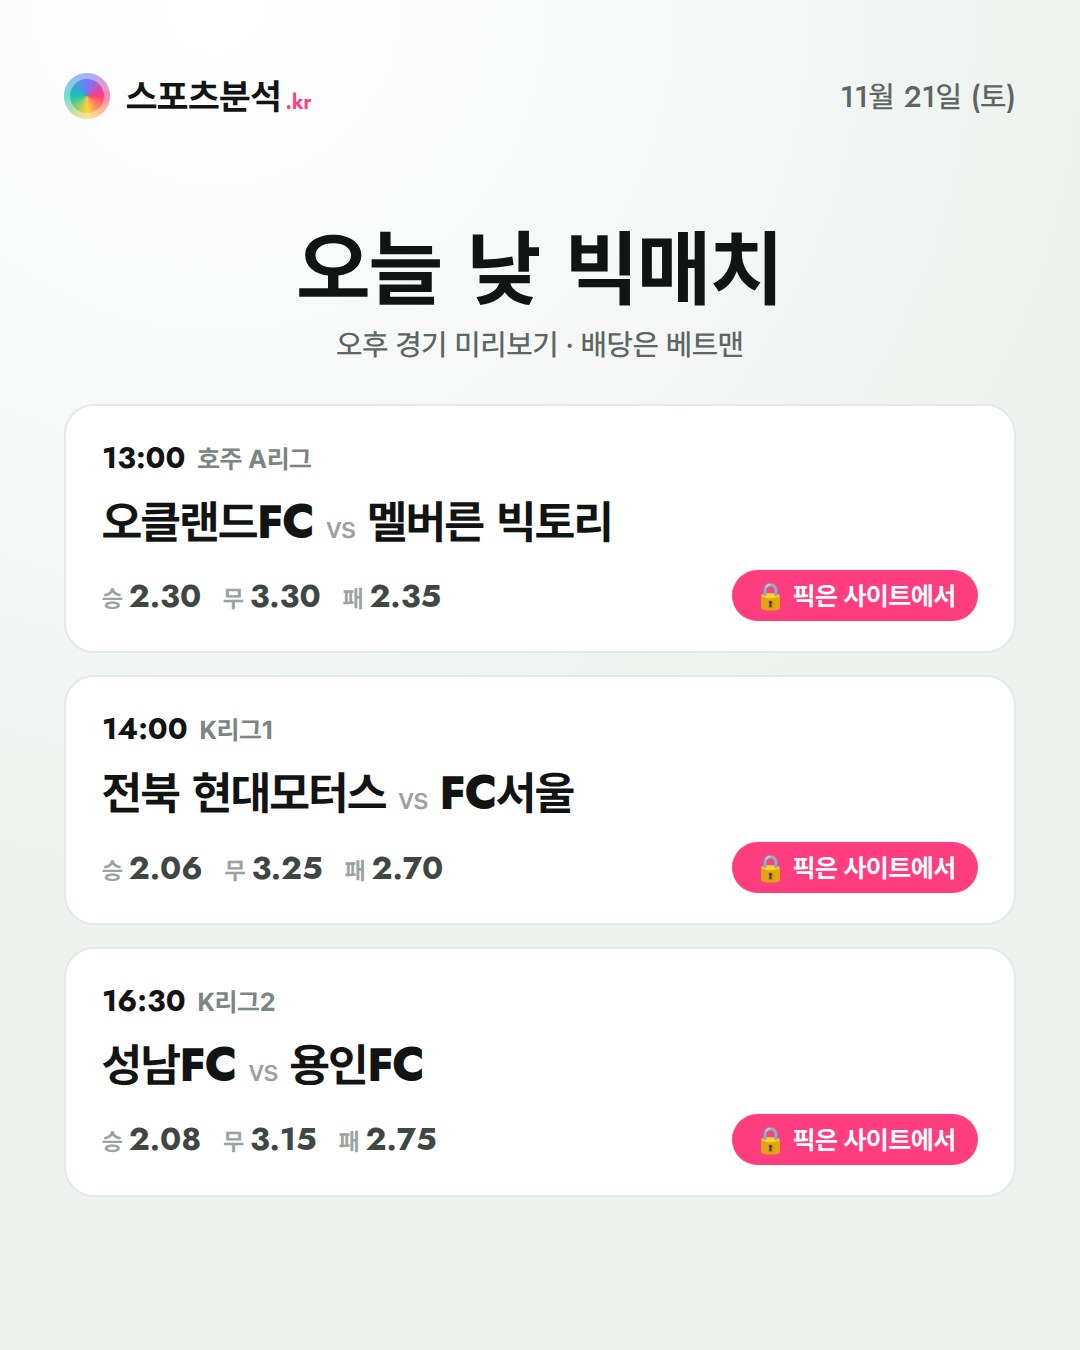 스포츠분석.kr
11월 21일 (토)
오늘 낮 빅매치
오후 경기 미리보기 · 배당은 베트맨
13:00 호주 A리그
오클랜드FC vs 멜버른 빅토리
승 2.30 무 3.30 패 2.35
🔒 픽은 사이트에서
14:00 K리그1
전북 현대모터스 vs FC서울
승 2.06 무 3.25 패 2.70
🔒 픽은 사이트에서
16:30 K리그2
성남FC vs 용인FC
승 2.08 무 3.15 패 2.75
🔒 픽은 사이트에서